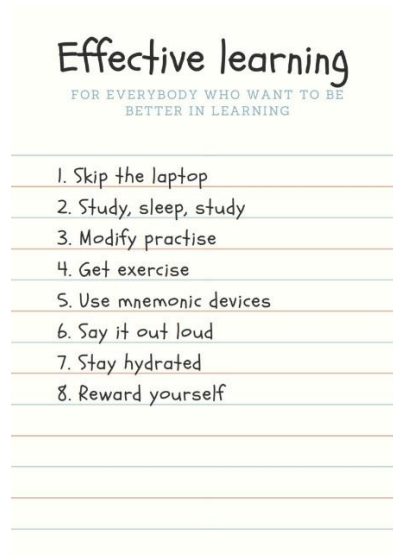 Effective learning
FOR EVERYBODY WHO WANT TO BE
BETTER IN LEARNING
1. Skip the laptop
2. Study, sleep, study
3. Modify practise
4. Get exercise
5. Use mnemonic devices
6. Say it out loud
7. Stay hydrated
8. Reward yourself